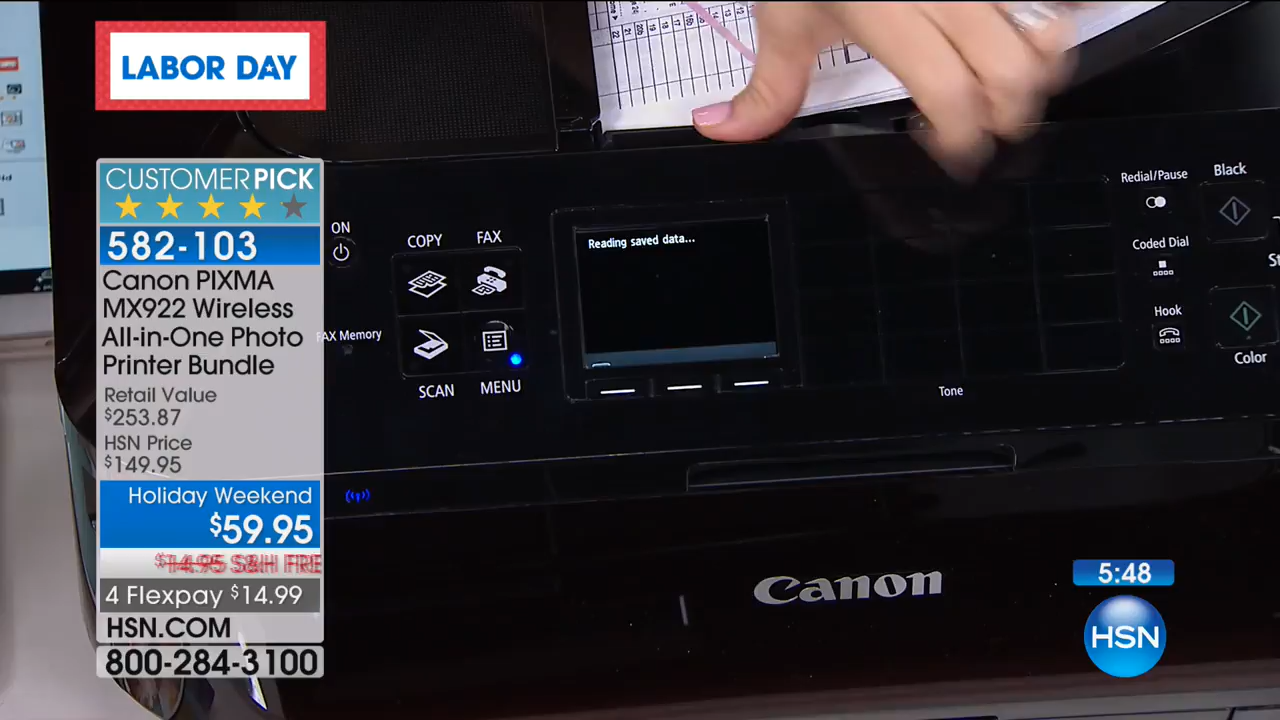 LABOR DAY
CUSTOMER PICK
582-103
Canon PIXMA
MX922 Wireless
All-in-One Photo
Printer Bundle
Retail Value
$253.87
HSN Price
$149.95
Holiday Weekend
$59.95
$14.95 S&H FRE
4 Flexpay $14.99
HSN.COM
800-284-3100
ON
COPY
FAX
FAX Memory
SCAN
MENU
Reading saved data...
Redial/Pause
Black
Coded Dial
Hook
Color
Tone
Canon
5:48
HSN